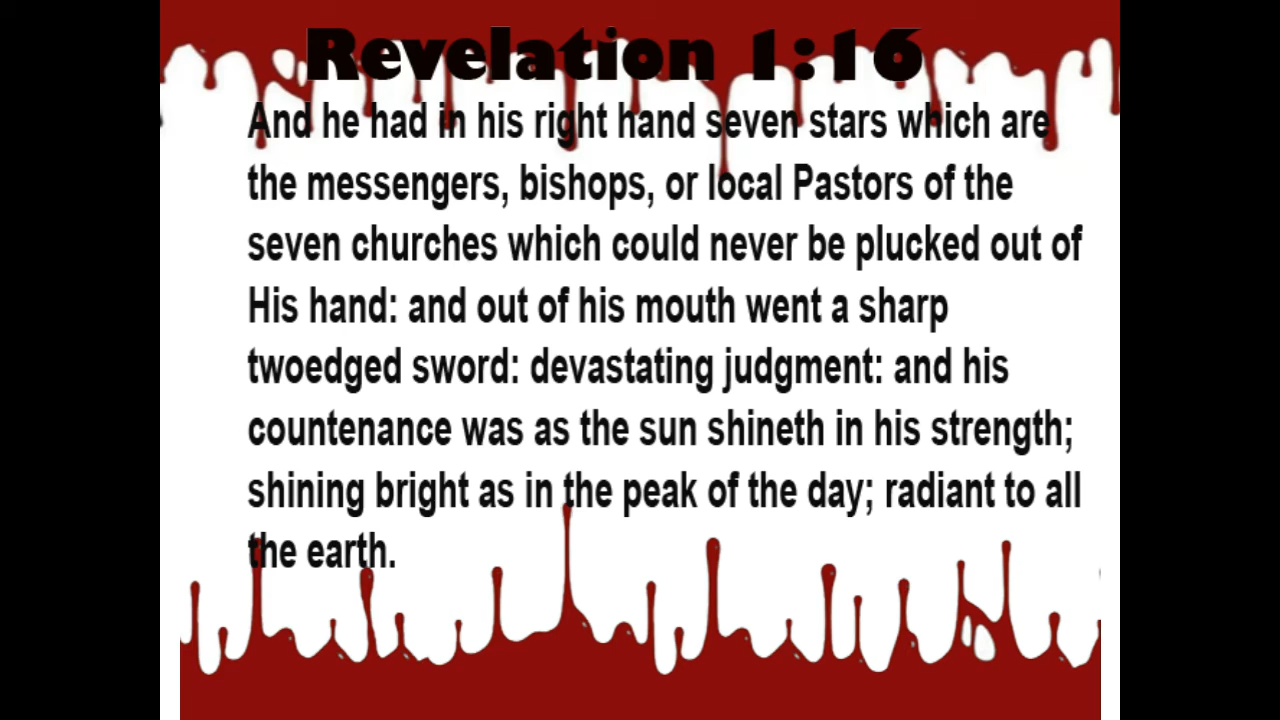 Revelation 1:16
And he had in his right hand seven stars which are
the messengers, bishops, or local Pastors of the
seven churches which could never be plucked out of
His hand: and out of his mouth went a sharp
twoedged sword: devastating judgment: and his
countenance was as the sun shineth in his strength;
shining bright as in the peak of the day; radiant to all
the earth.